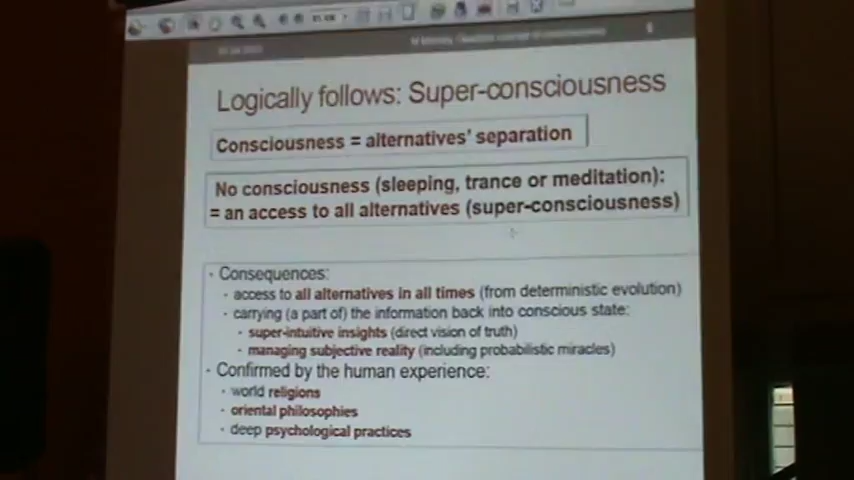 Logically follows: Super-consciousness
Consciousness = alternatives' separation
No consciousness (sleeping, trance or meditation):
= an access to all alternatives (super-consciousness)
• Consequences:
• access to all alternatives in all times (from deterministic evolution)
• carrying (a part of) the information back into conscious state:
• super-intuitive insights (direct vision of truth)
• managing subjective reality (including probabilistic miracles)
• Confirmed by the human experience:
• world religions
• oriental philosophies
• deep psychological practices